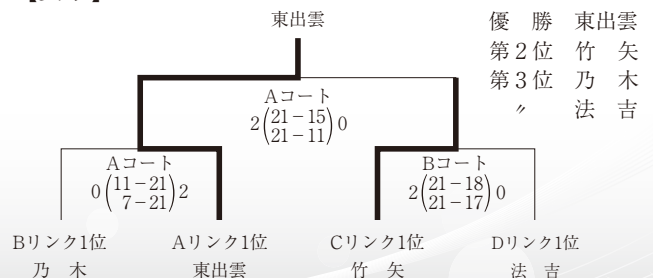 東出雲
優　勝　東出雲
第２位　竹　矢
第３位　乃　木
〃　　法　吉
Aコート
2(21－15 21－11)0
Aコート
0(11－21 7－21)2
Bコート
2(21－18 21－17)0
Bリンク1位　Aリンク1位　Cリンク1位　Dリンク1位
乃　木　東出雲　竹　矢　法　吉